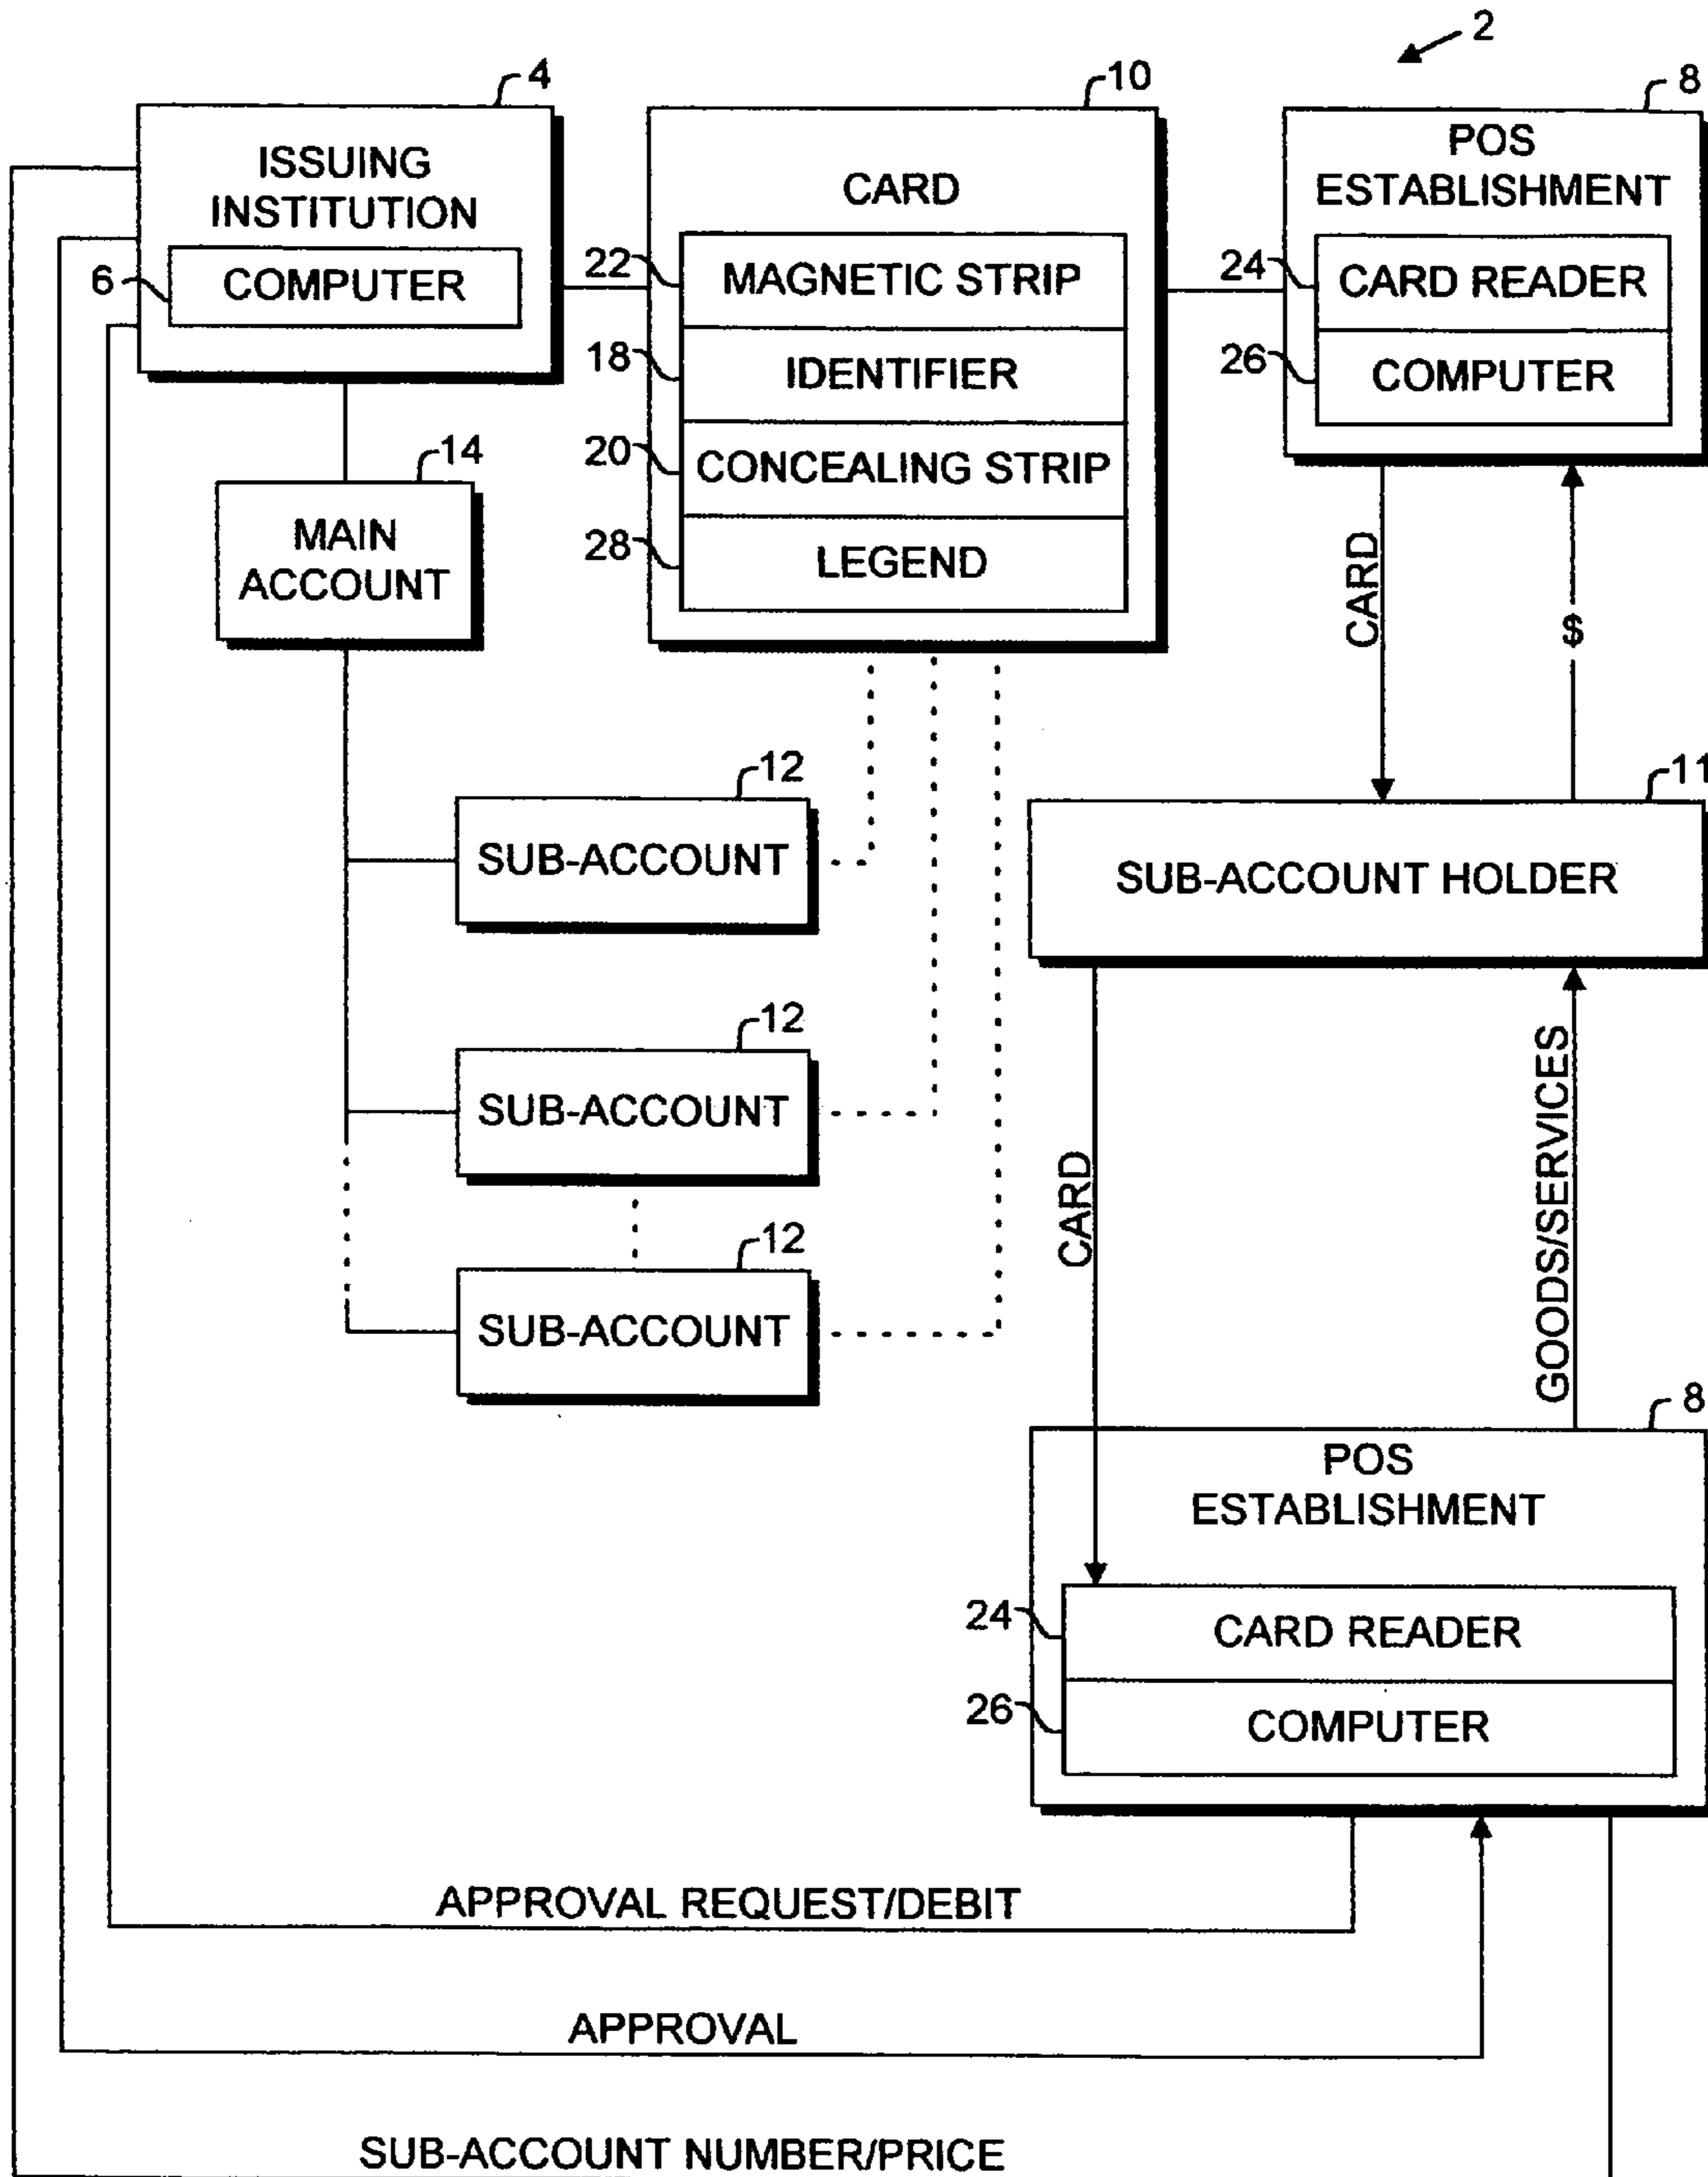 2
4
ISSUING
INSTITUTION
6
COMPUTER
10
CARD
22
MAGNETIC STRIP
18
IDENTIFIER
20
CONCEALING STRIP
28
LEGEND
8
POS
ESTABLISHMENT
24
CARD READER
26
COMPUTER
14
MAIN
ACCOUNT
CARD
$
12
SUB-ACCOUNT
11
SUB-ACCOUNT HOLDER
12
SUB-ACCOUNT
12
SUB-ACCOUNT
CARD
GOODS/SERVICES
8
POS
ESTABLISHMENT
24
CARD READER
26
COMPUTER
APPROVAL REQUEST/DEBIT
APPROVAL
SUB-ACCOUNT NUMBER/PRICE